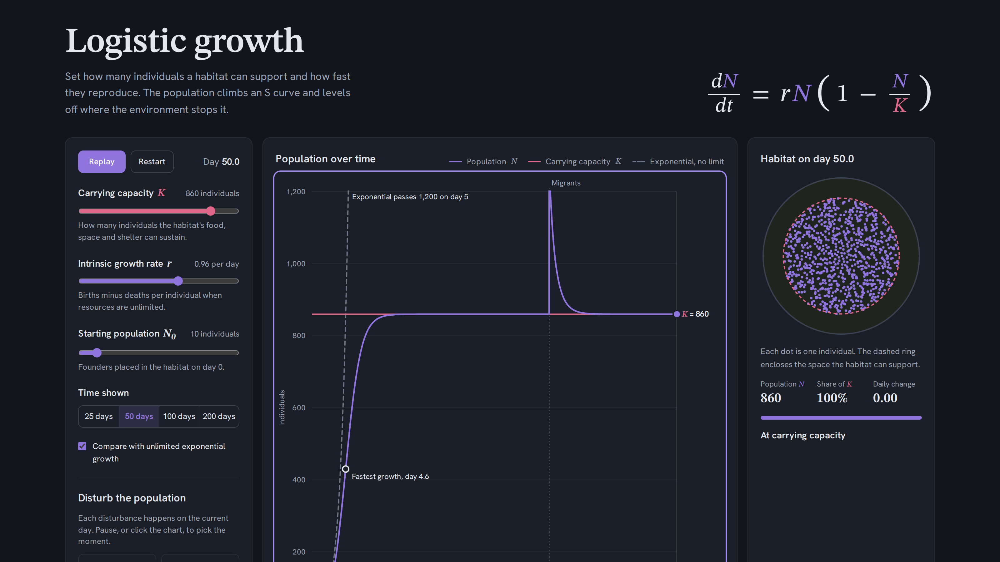 Logistic growth
Set how many individuals a habitat can support and how fast
they reproduce. The population climbs an S curve and levels
off where the environment stops it.
dN/dt = rN(1 − N/K)
Replay
Restart
Day 50.0
Carrying capacity K
860 individuals
How many individuals the habitat's food,
space and shelter can sustain.
Intrinsic growth rate r
0.96 per day
Births minus deaths per individual when
resources are unlimited.
Starting population N0
10 individuals
Founders placed in the habitat on day 0.
Time shown
25 days
50 days
100 days
200 days
Compare with unlimited exponential
growth
Disturb the population
Each disturbance happens on the current
day. Pause, or click the chart, to pick the
moment.
Population over time
Population N
Carrying capacity K
Exponential, no limit
Migrants
1,200
Exponential passes 1,200 on day 5
1,000
K = 860
800
600
Individuals
Fastest growth, day 4.6
400
200
Habitat on day 50.0
Each dot is one individual. The dashed ring
encloses the space the habitat can support.
Population N
860
Share of K
100%
Daily change
0.00
At carrying capacity